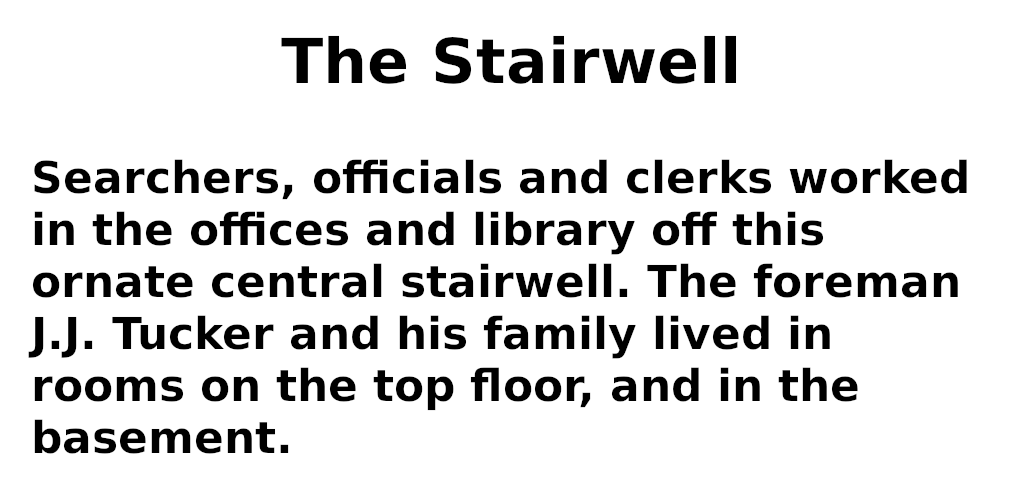 The Stairwell
Searchers, officials and clerks worked
in the offices and library off this
ornate central stairwell. The foreman
J.J. Tucker and his family lived in
rooms on the top floor, and in the
basement.